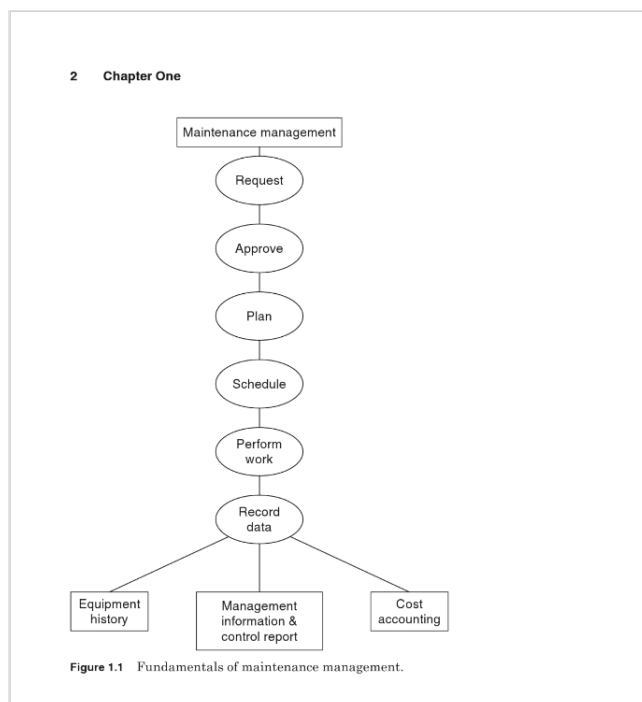 2 Chapter One
Maintenance management
Request
Approve
Plan
Schedule
Perform
work
Record
data
Equipment
history
Management
information &
control report
Cost
accounting
Figure 1.1 Fundamentals of maintenance management.